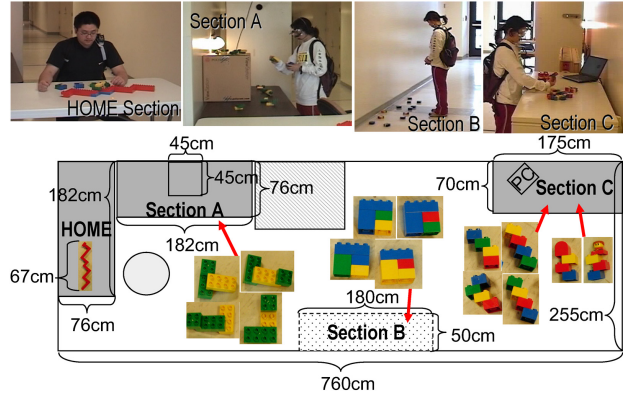 HOME Section
Section A
Section B
Section C
45cm
175cm
45cm
182cm
76cm
70cm
PC
Section C
HOME
Section A
182cm
67cm
180cm
255cm
76cm
Section B
50cm
760cm